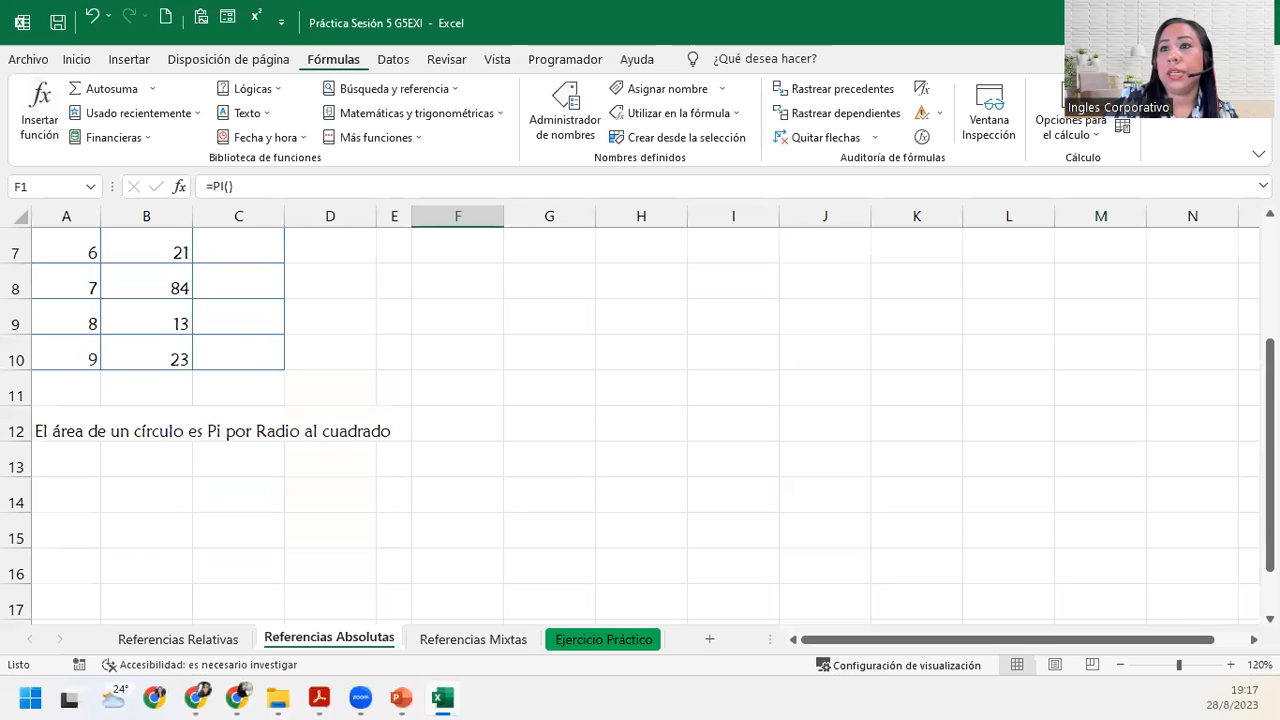 Práctica Sesión 5 G5EXI - Excel
Archivo Inicio Insertar Disposición de página Fórmulas Datos Revisar Vista Programador Ayuda ¿Qué desea hacer?
Autosuma Lógicas Búsqueda y referencia Asignar nombre Rastrear precedentes
Usado recientemente Texto Matemáticas y trigonométricas Utilizar en la fórmula Rastrear dependientes
Financieras Fecha y hora Más funciones Crear desde la selección Quitar flechas
Insertar función
Administrador de nombres
Ventana Inspección
Opciones para el cálculo
Biblioteca de funciones Nombres definidos Auditoría de fórmulas Cálculo
Ingles Corporativo
F1 fx =PI()
A B C D E F G H I J K L M N
7 6 21
8 7 84
9 8 13
10 9 23
11
12 El área de un círculo es Pi por Radio al cuadrado
13
14
15
16
17
Referencias Relativas Referencias Absolutas Referencias Mixtas Ejercicio Práctico
Listo Accesibilidad: es necesario investigar Configuración de visualización 120%
24° zoom 19:17
28/8/2023